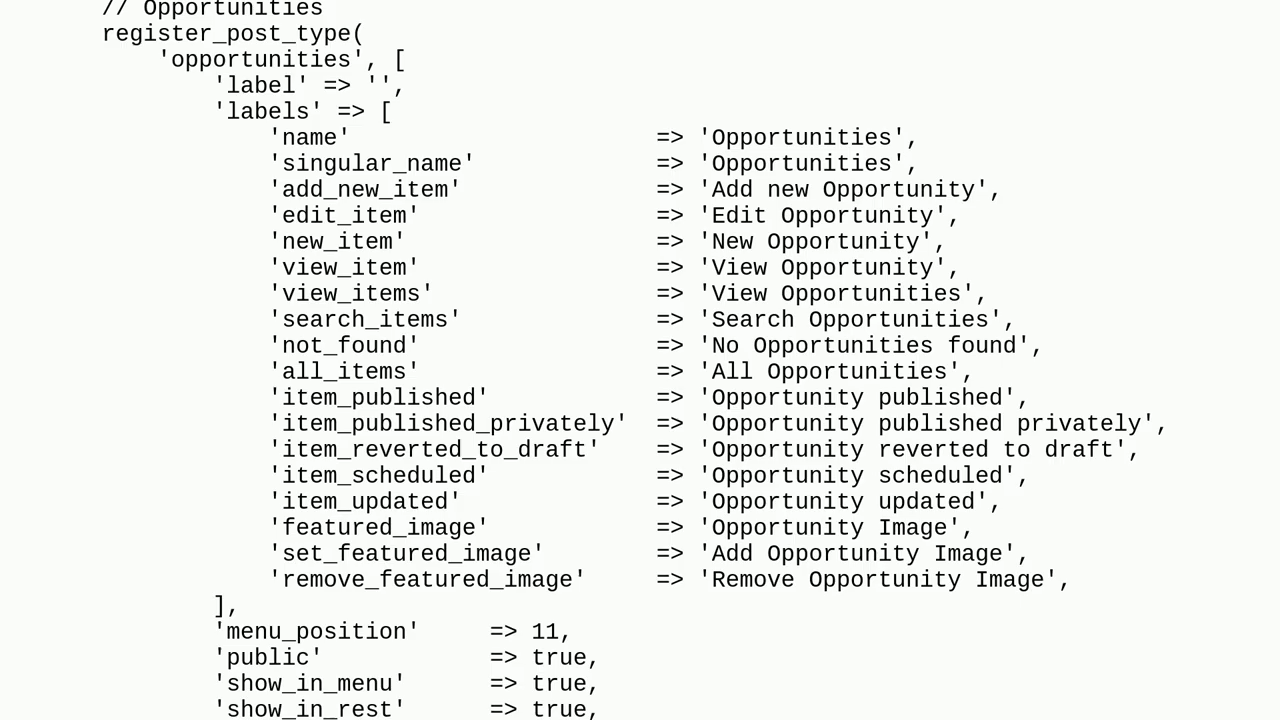 // Opportunities
register_post_type(
    'opportunities', [
        'label' => '',
        'labels' => [
            'name'                      => 'Opportunities',
            'singular_name'             => 'Opportunities',
            'add_new_item'              => 'Add new Opportunity',
            'edit_item'                 => 'Edit Opportunity',
            'new_item'                  => 'New Opportunity',
            'view_item'                 => 'View Opportunity',
            'view_items'                => 'View Opportunities',
            'search_items'              => 'Search Opportunities',
            'not_found'                 => 'No Opportunities found',
            'all_items'                 => 'All Opportunities',
            'item_published'            => 'Opportunity published',
            'item_published_privately'  => 'Opportunity published privately',
            'item_reverted_to_draft'    => 'Opportunity reverted to draft',
            'item_scheduled'            => 'Opportunity scheduled',
            'item_updated'              => 'Opportunity updated',
            'featured_image'            => 'Opportunity Image',
            'set_featured_image'        => 'Add Opportunity Image',
            'remove_featured_image'     => 'Remove Opportunity Image',
        ],
        'menu_position'     => 11,
        'public'            => true,
        'show_in_menu'      => true,
        'show_in_rest'      => true,